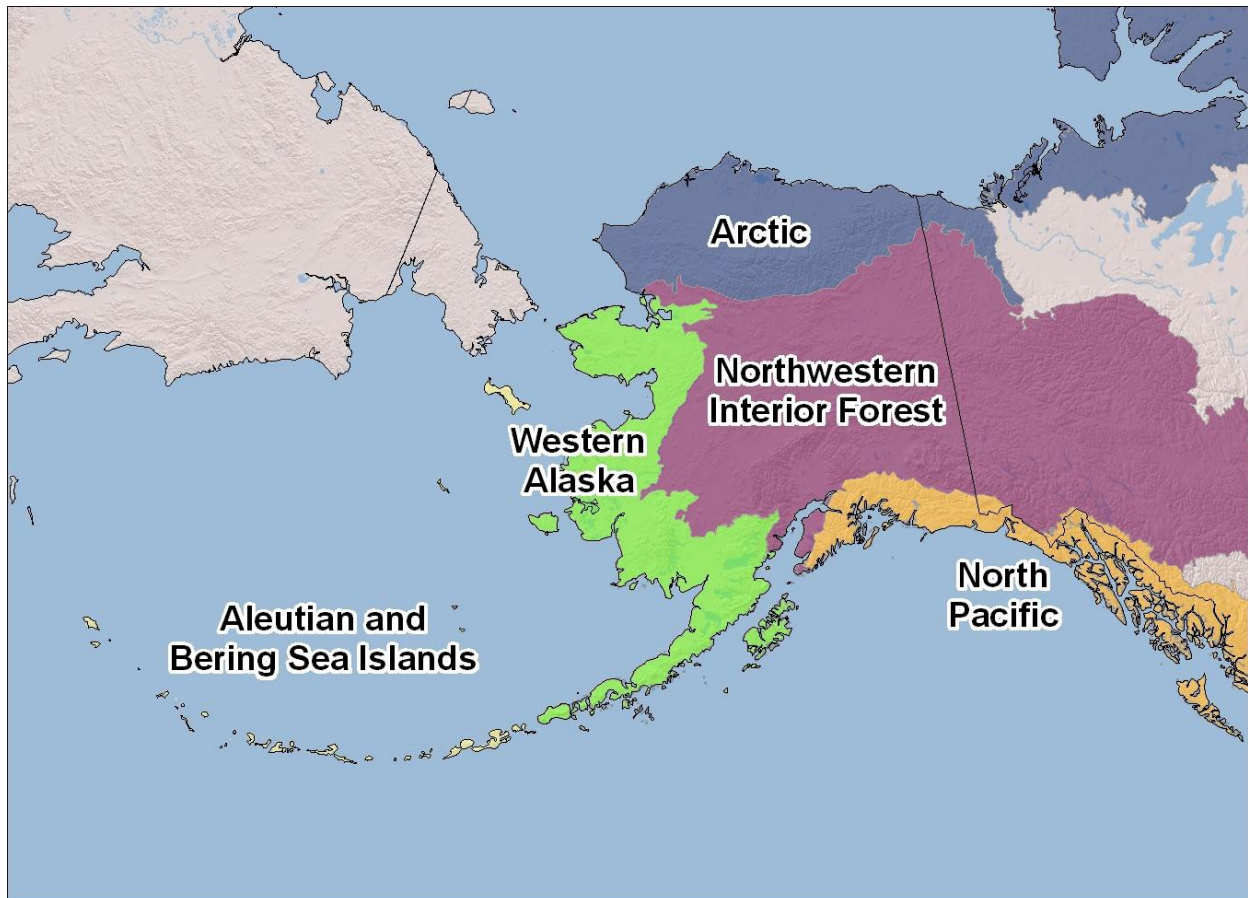 Arctic
Northwestern
Interior Forest
Western
Alaska
North
Pacific
Aleutian and
Bering Sea Islands